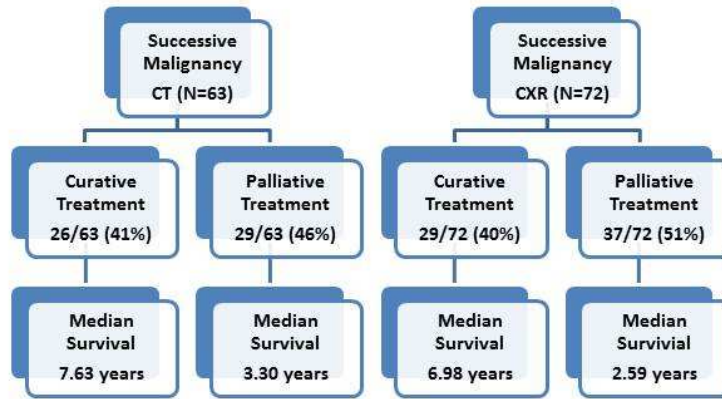 Successive
Malignancy
CT (N=63)
Successive
Malignancy
CXR (N=72)
Curative
Treatment
26/63 (41%)
Palliative
Treatment
29/63 (46%)
Curative
Treatment
29/72 (40%)
Palliative
Treatment
37/72 (51%)
Median
Survival
7.63 years
Median
Survival
3.30 years
Median
Survival
6.98 years
Median
Survivial
2.59 years